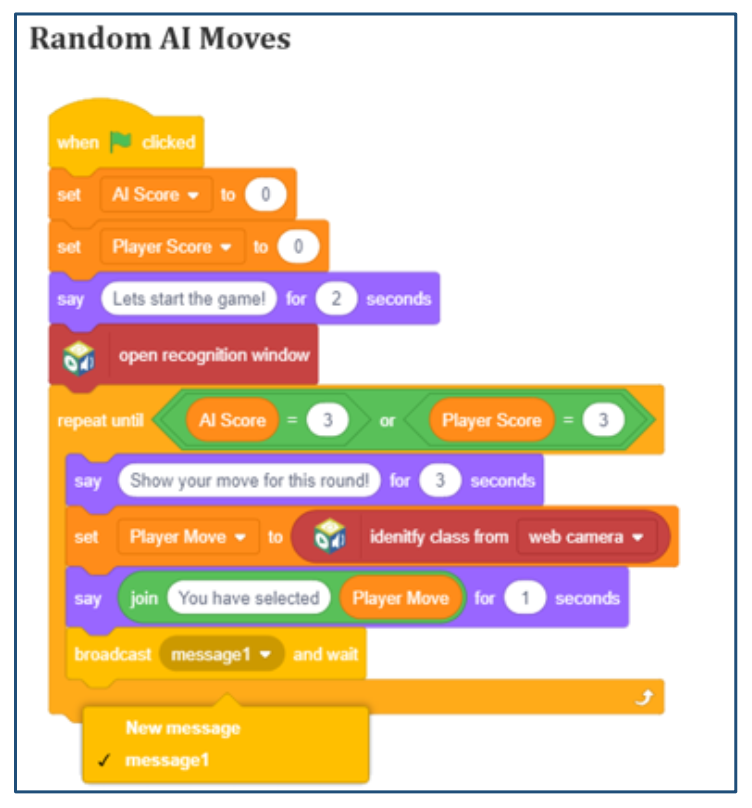 Random AI Moves
when clicked
set AI Score to 0
set Player Score to 0
say Lets start the game! for 2 seconds
open recognition window
repeat until AI Score = 3 or Player Score = 3
say Show your move for this round! for 3 seconds
set Player Move to idenitfy class from web camera
say join You have selected Player Move for 1 seconds
broadcast message1 and wait
New message
✓ message1